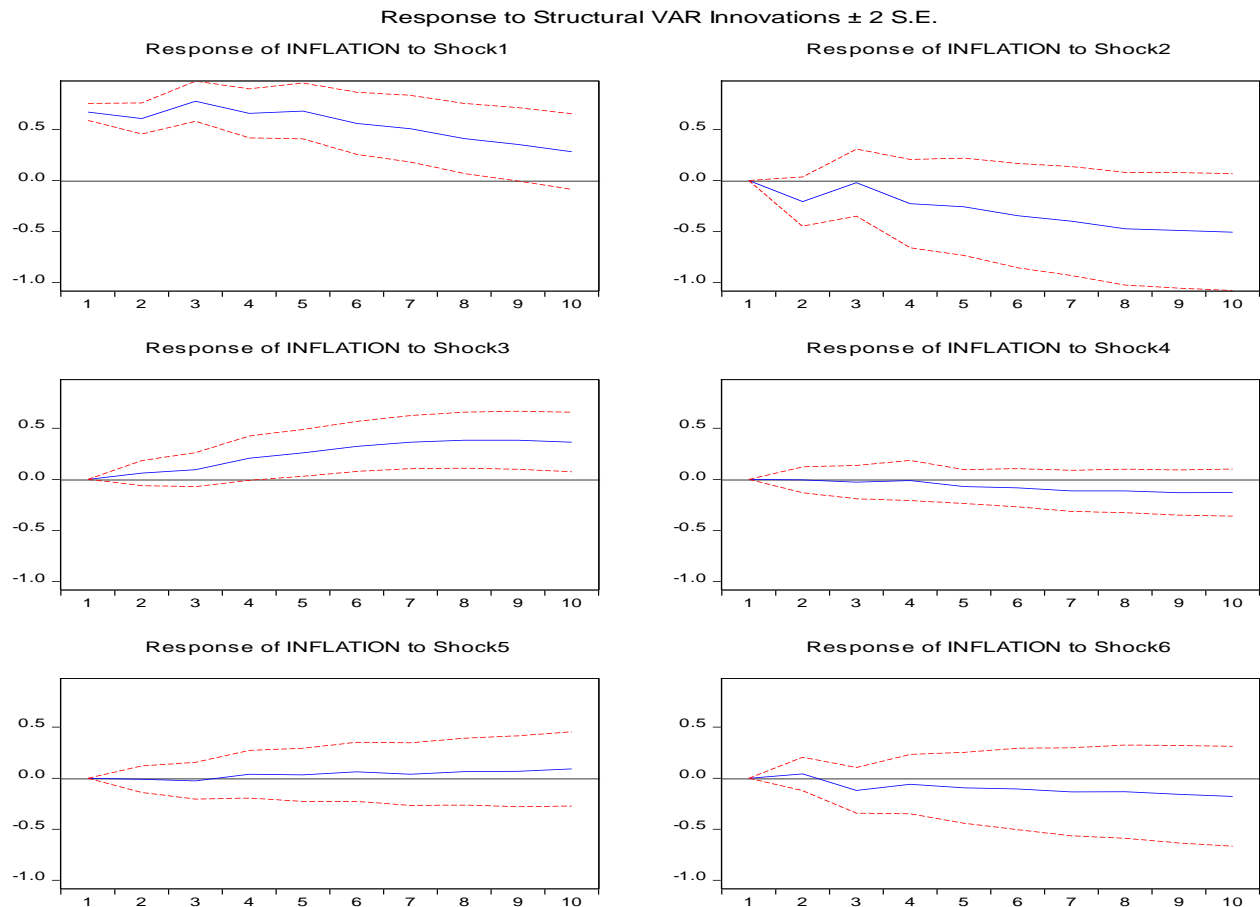 Response to Structural VAR Innovations ± 2 S.E.
Response of INFLATION to Shock1
0.5
0.0
-0.5
-1.0
1 2 3 4 5 6 7 8 9 10
Response of INFLATION to Shock2
0.5
0.0
-0.5
-1.0
1 2 3 4 5 6 7 8 9 10
Response of INFLATION to Shock3
0.5
0.0
-0.5
-1.0
1 2 3 4 5 6 7 8 9 10
Response of INFLATION to Shock4
0.5
0.0
-0.5
-1.0
1 2 3 4 5 6 7 8 9 10
Response of INFLATION to Shock5
0.5
0.0
-0.5
-1.0
1 2 3 4 5 6 7 8 9 10
Response of INFLATION to Shock6
0.5
0.0
-0.5
-1.0
1 2 3 4 5 6 7 8 9 10